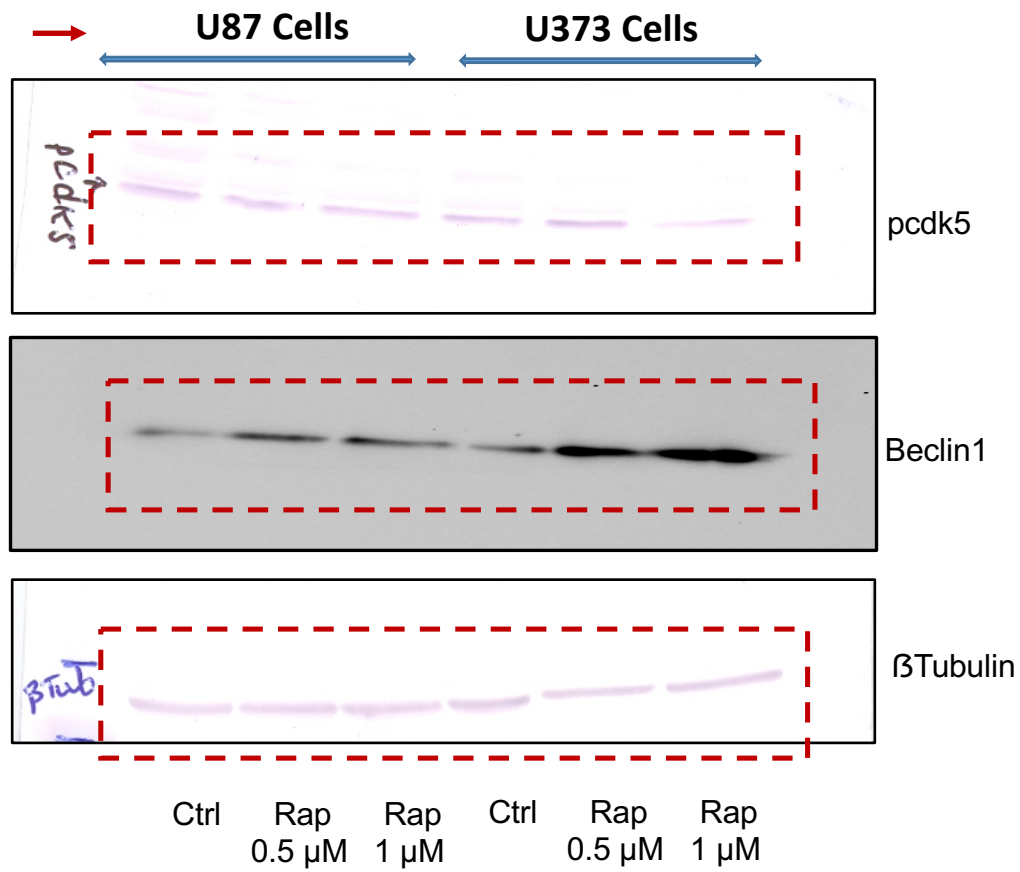 U87 Cells U373 Cells
pCdk5
pcdk5
Beclin1
βTub
ßTubulin
Ctrl Rap Rap Ctrl Rap Rap
0.5 µM 1 µM 0.5 µM 1 µM